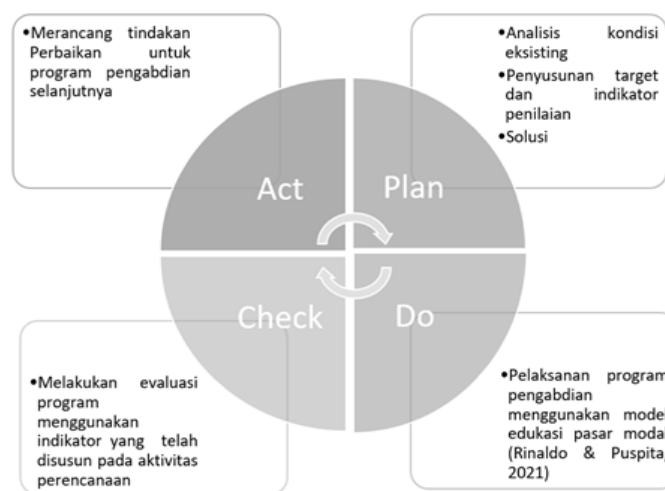 •Merancang tindakan
Perbaikan untuk
program pengabdian
selanjutnya
•Analisis kondisi
eksisting
•Penyusunan target
dan indikator
penilaian
•Solusi
Act
Plan
Check
Do
•Melakukan evaluasi
program
menggunakan
indikator yang telah
disusun pada aktivitas
perencanaan
•Pelaksanan program
pengabdian
menggunakan model
edukasi pasar modal
(Rinaldo & Puspita,
2021)